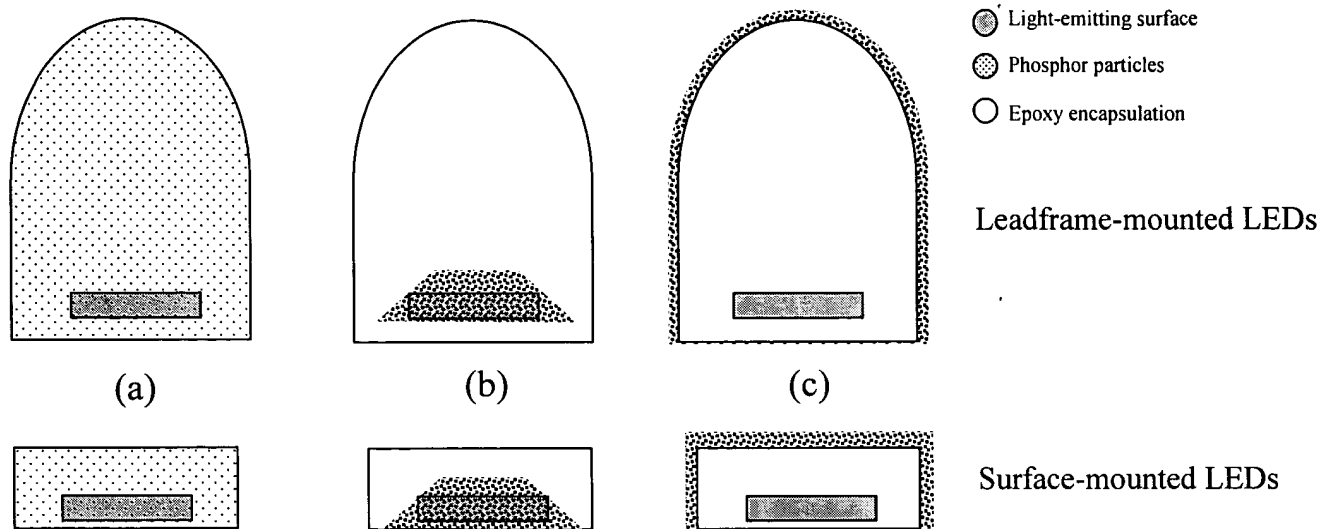 Light-emitting surface
Phosphor particles
Epoxy encapsulation
Leadframe-mounted LEDs
(a)
(b)
(c)
Surface-mounted LEDs